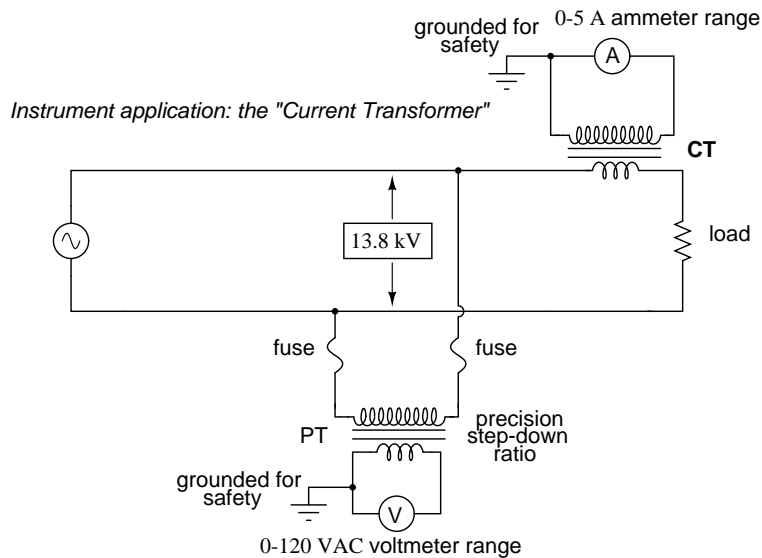 0-5 A ammeter range
grounded for
safety
A
Instrument application: the "Current Transformer"
CT
13.8 kV
load
fuse
fuse
PT
precision
step-down
ratio
grounded for
safety
V
0-120 VAC voltmeter range